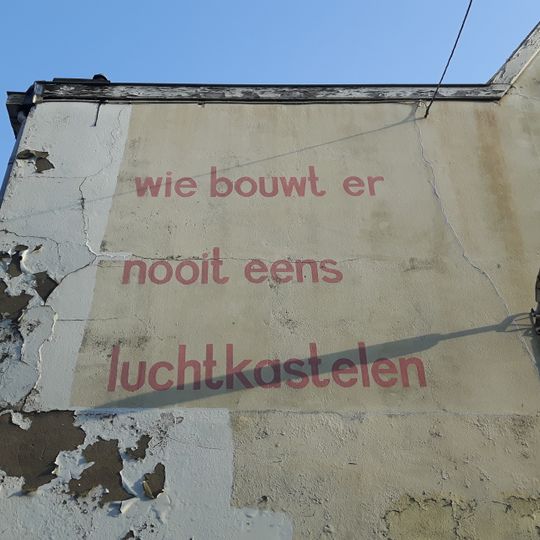 wie bouwt er
nooit eens
luchtkastelen